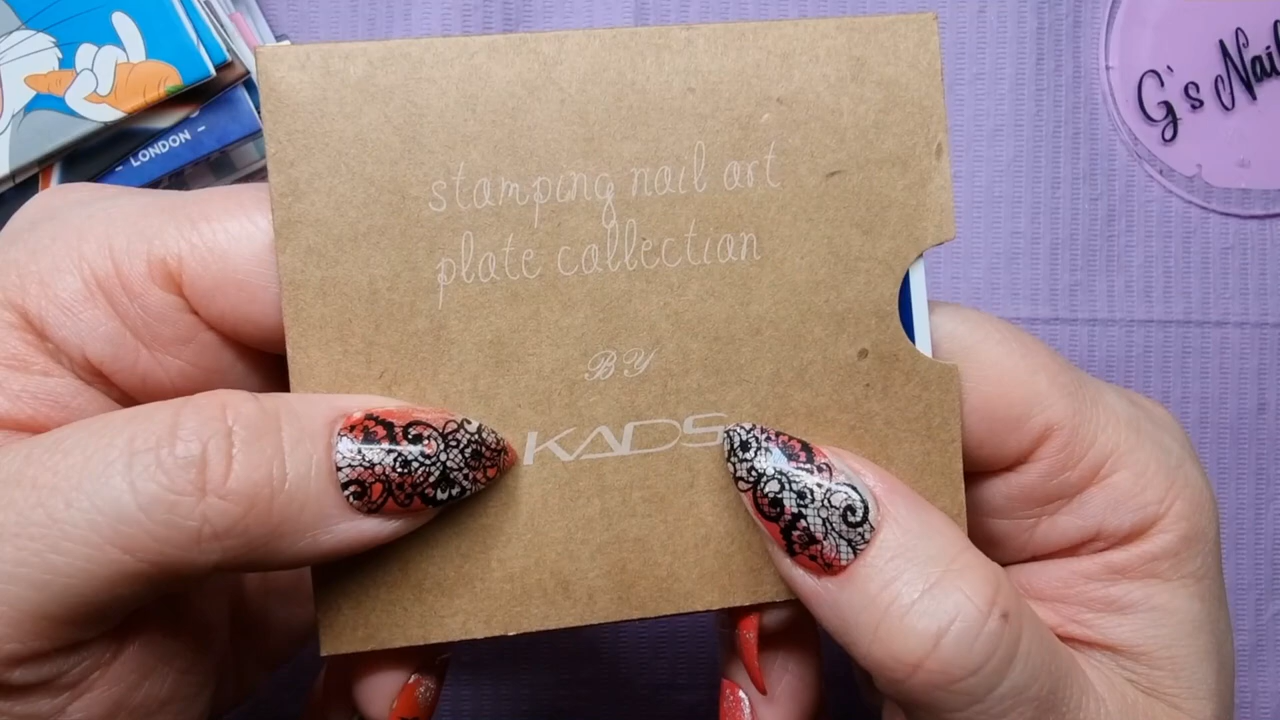 - LONDON -
G's Nail
stamping nail art
plate collection
BY
KADS